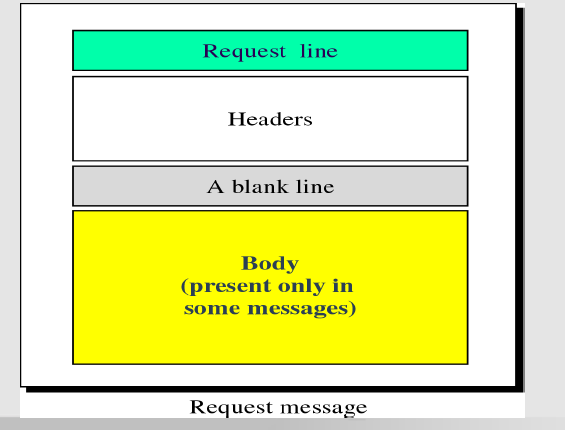 Request line
Headers
A blank line
Body
(present only in
some messages)
Request message